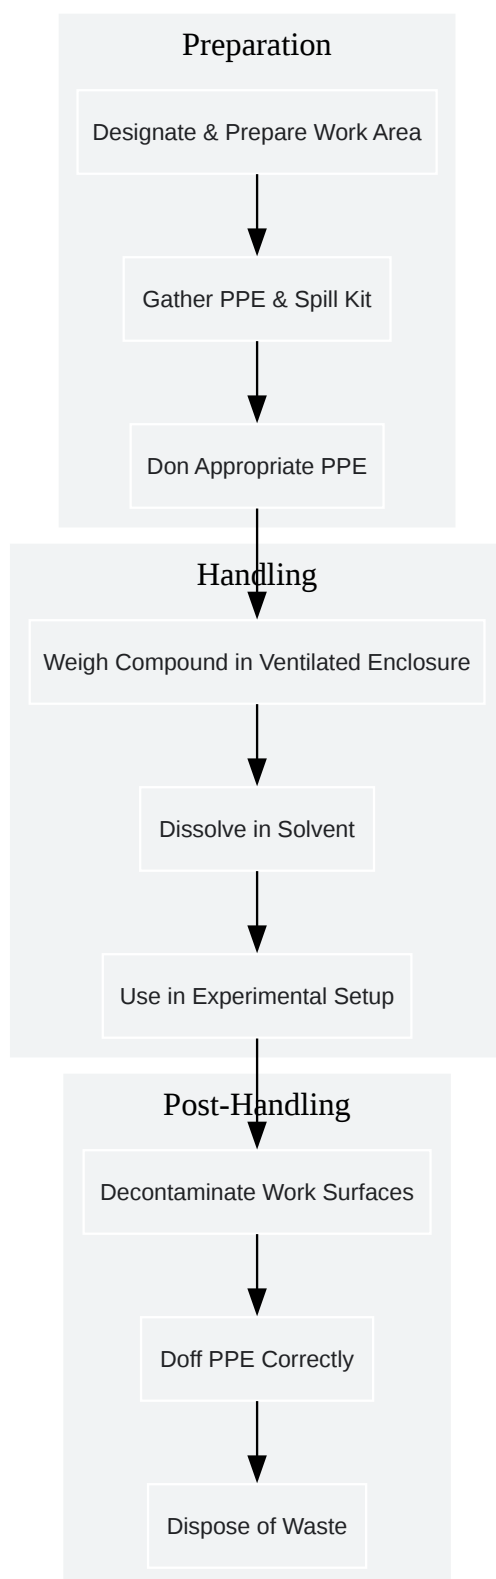 Preparation
Designate & Prepare Work Area
Gather PPE & Spill Kit
Don Appropriate PPE
Handling
Weigh Compound in Ventilated Enclosure
Dissolve in Solvent
Use in Experimental Setup
Post-Handling
Decontaminate Work Surfaces
Doff PPE Correctly
Dispose of Waste